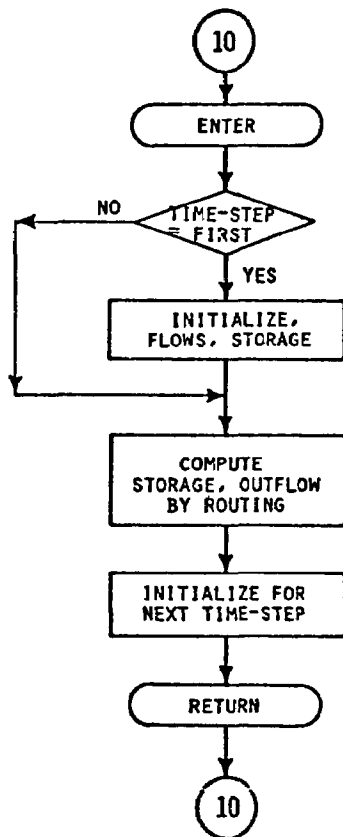 10
ENTER
NO
TIME-STEP
= FIRST
YES
INITIALIZE,
FLOWS, STORAGE
COMPUTE
STORAGE, OUTFLOW
BY ROUTING
INITIALIZE FOR
NEXT TIME-STEP
RETURN
10